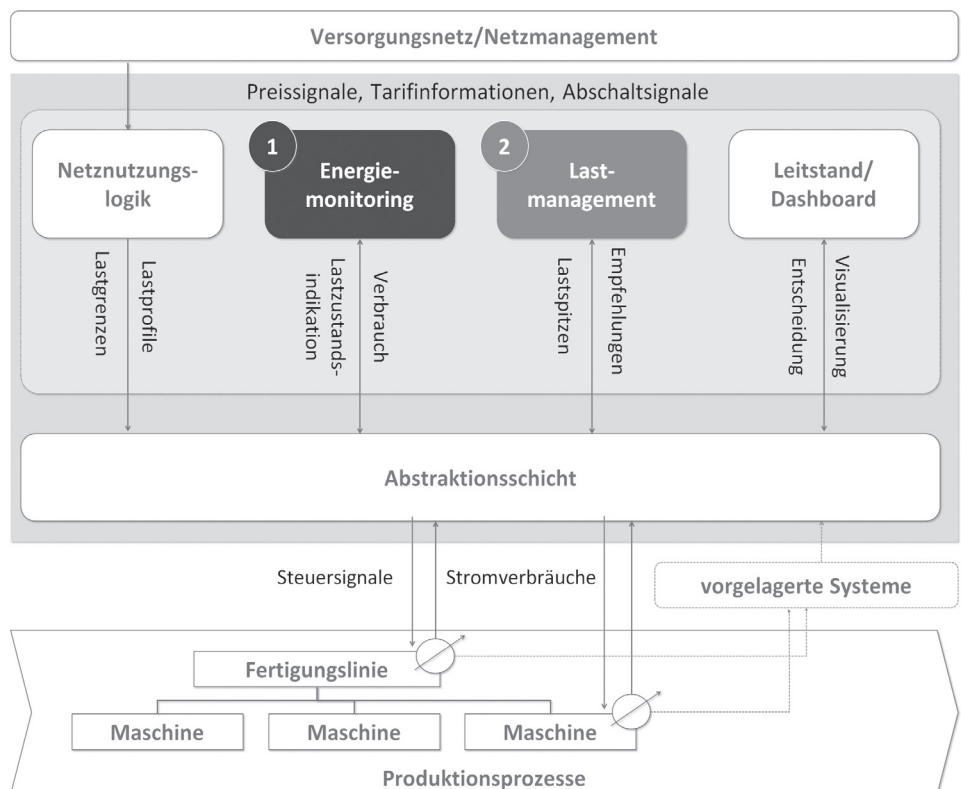 Versorgungsnetz/Netzmanagement
Preissignale, Tarifinformationen, Abschaltsignale
Netznutzungs-
logik
1
Energie-
monitoring
2
Last-
management
Leitstand/
Dashboard
Lastgrenzen
Lastprofile
Lastzustands-
indikation
Verbrauch
Lastspitzen
Empfehlungen
Entscheidung
Visualisierung
Abstraktionsschicht
Steuersignale
Stromverbräuche
vorgelagerte Systeme
Fertigungslinie
Maschine
Maschine
Maschine
Produktionsprozesse